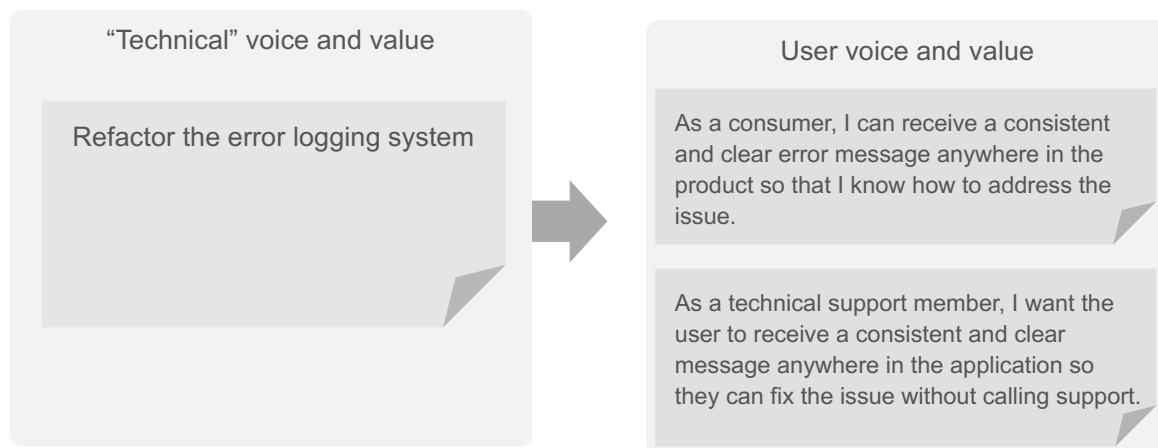 “Technical” voice and value
Refactor the error logging system
User voice and value
As a consumer, I can receive a consistent
and clear error message anywhere in the
product so that I know how to address the
issue.
As a technical support member, I want the
user to receive a consistent and clear
message anywhere in the application so
they can fix the issue without calling support.